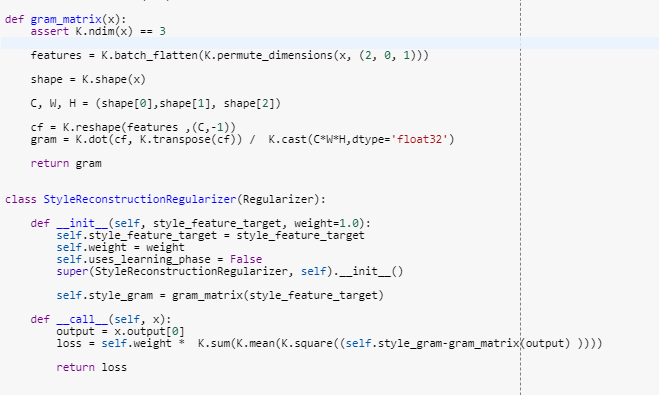 def gram_matrix(x):
    assert K.ndim(x) == 3
    features = K.batch_flatten(K.permute_dimensions(x, (2, 0, 1)))
    shape = K.shape(x)
    C, W, H = (shape[0],shape[1], shape[2])
    cf = K.reshape(features ,(C,-1))
    gram = K.dot(cf, K.transpose(cf)) /  K.cast(C*W*H,dtype='float32')
    return gram
class StyleReconstructionRegularizer(Regularizer):
    def __init__(self, style_feature_target, weight=1.0):
        self.style_feature_target = style_feature_target
        self.weight = weight
        self.uses_learning_phase = False
        super(StyleReconstructionRegularizer, self).__init__()
        self.style_gram = gram_matrix(style_feature_target)
    def __call__(self, x):
        output = x.output[0]
        loss = self.weight *  K.sum(K.mean(K.square((self.style_gram-gram_matrix(output) ))))
        return loss